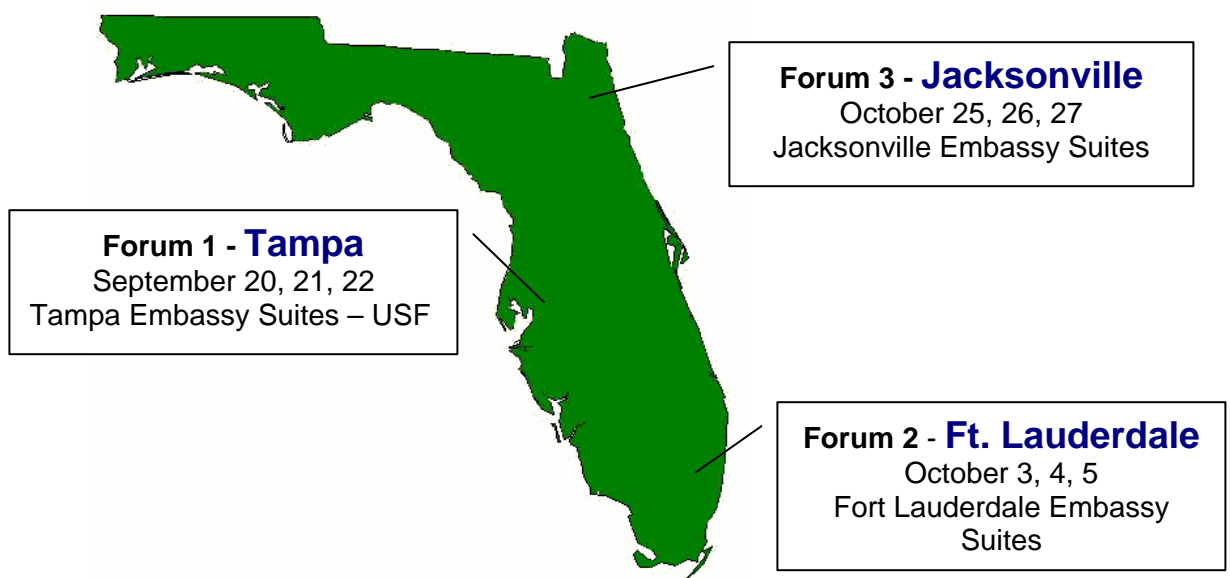 Forum 3 - Jacksonville
October 25, 26, 27
Jacksonville Embassy Suites
Forum 1 - Tampa
September 20, 21, 22
Tampa Embassy Suites – USF
Forum 2 - Ft. Lauderdale
October 3, 4, 5
Fort Lauderdale Embassy
Suites